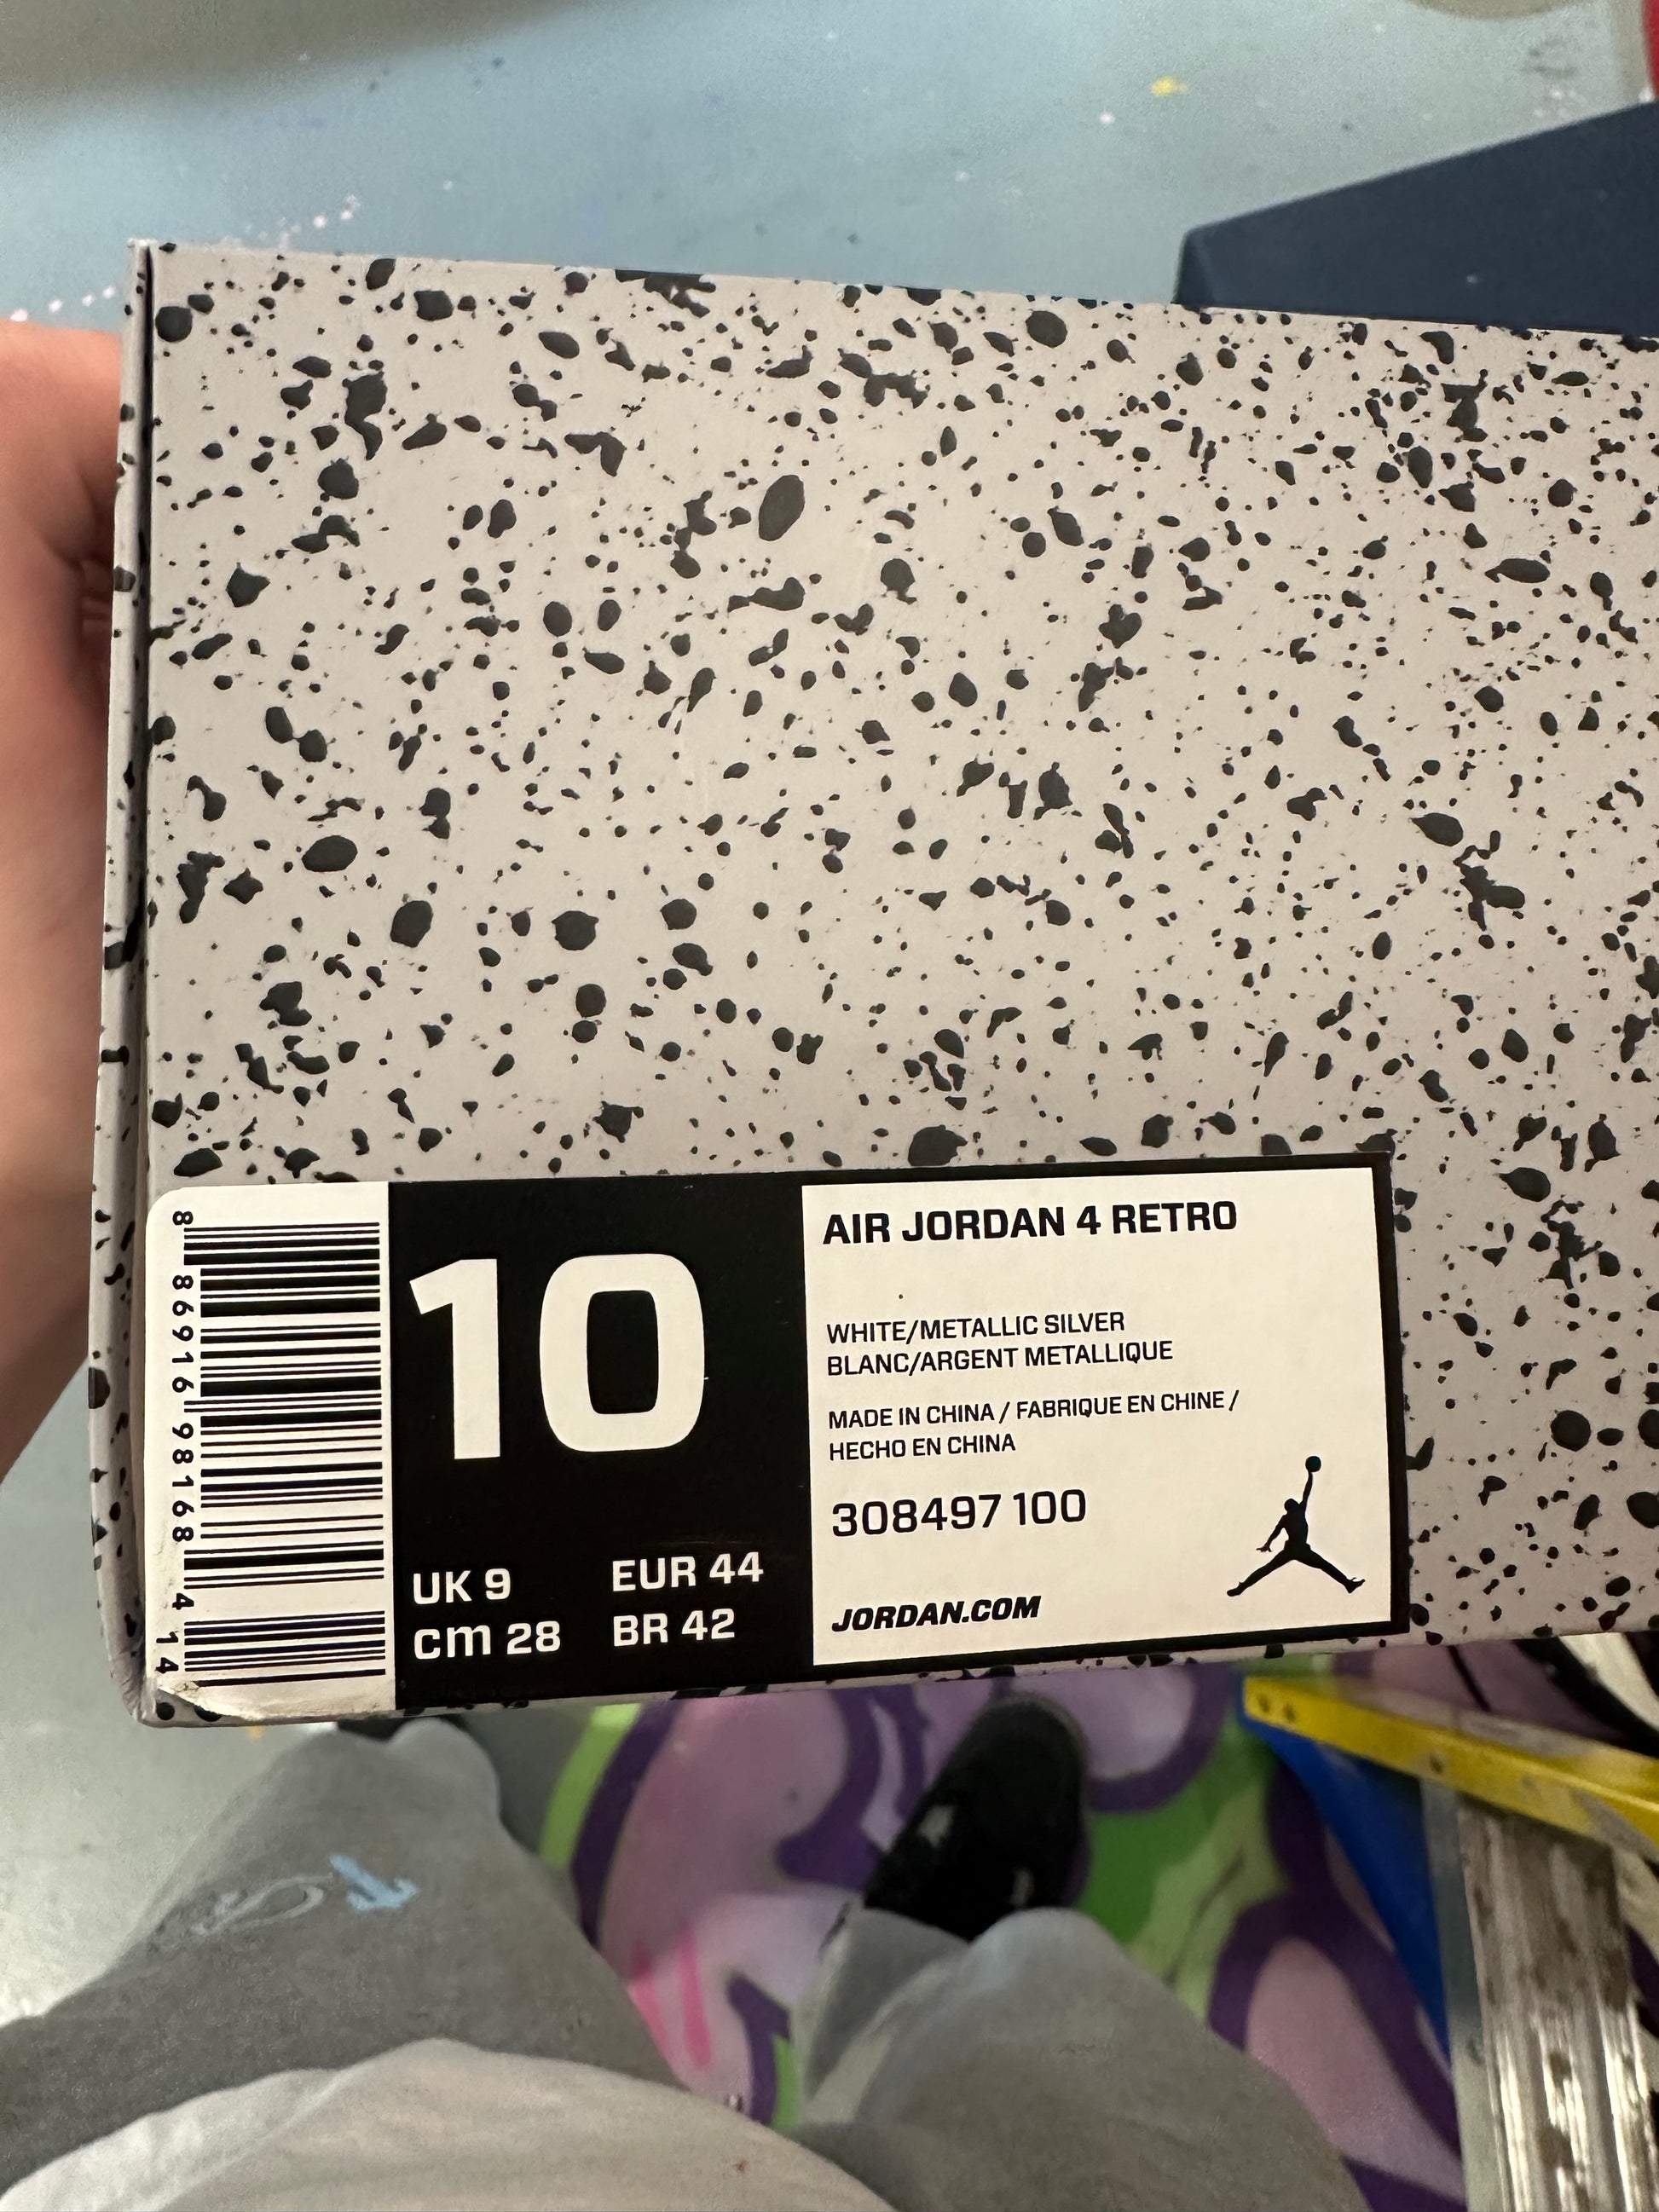 8 86916 98168 4 14
10
UK 9 EUR 44
cm 28 BR 42
AIR JORDAN 4 RETRO
WHITE/METALLIC SILVER
BLANC/ARGENT METALLIQUE
MADE IN CHINA / FABRIQUE EN CHINE /
HECHO EN CHINA
308497 100
JORDAN.COM